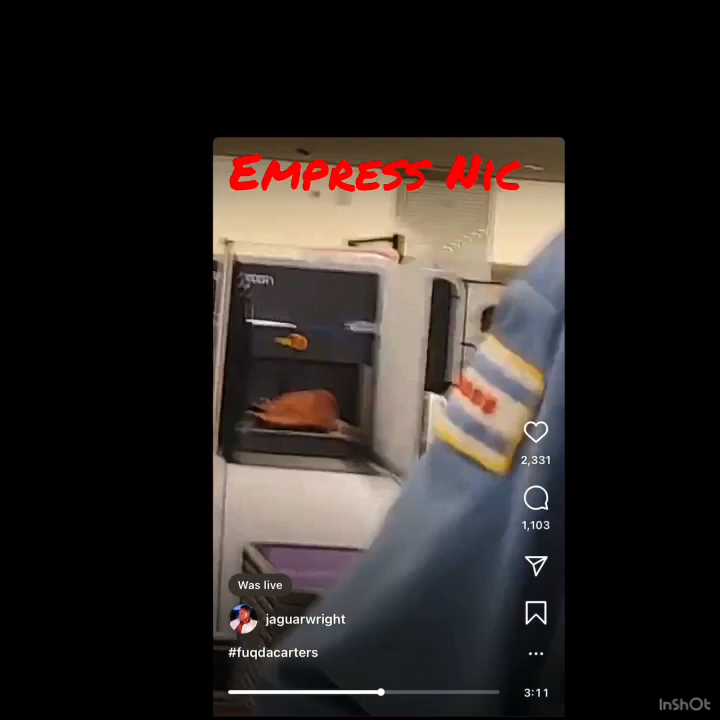 Empress Nic
2,331
1,103
Was live
jaguarwright
#fuqdacarters
3:11
InShOt